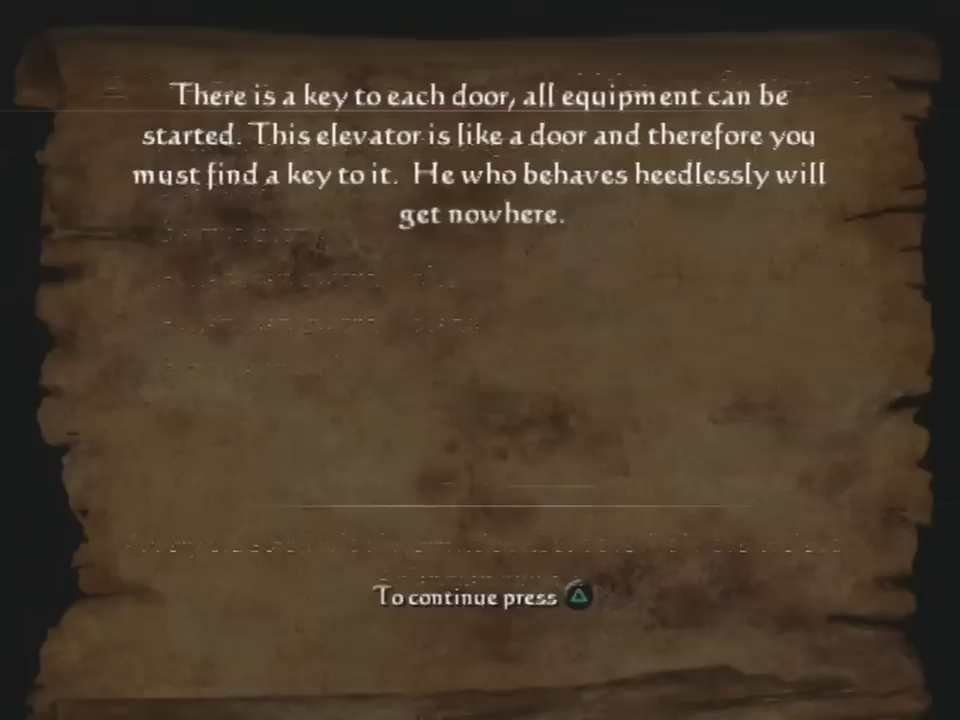 There is a key to each door, all equipment can be
started. This elevator is like a door and therefore you
must find a key to it. He who behaves heedlessly will
get nowhere.
To continue press